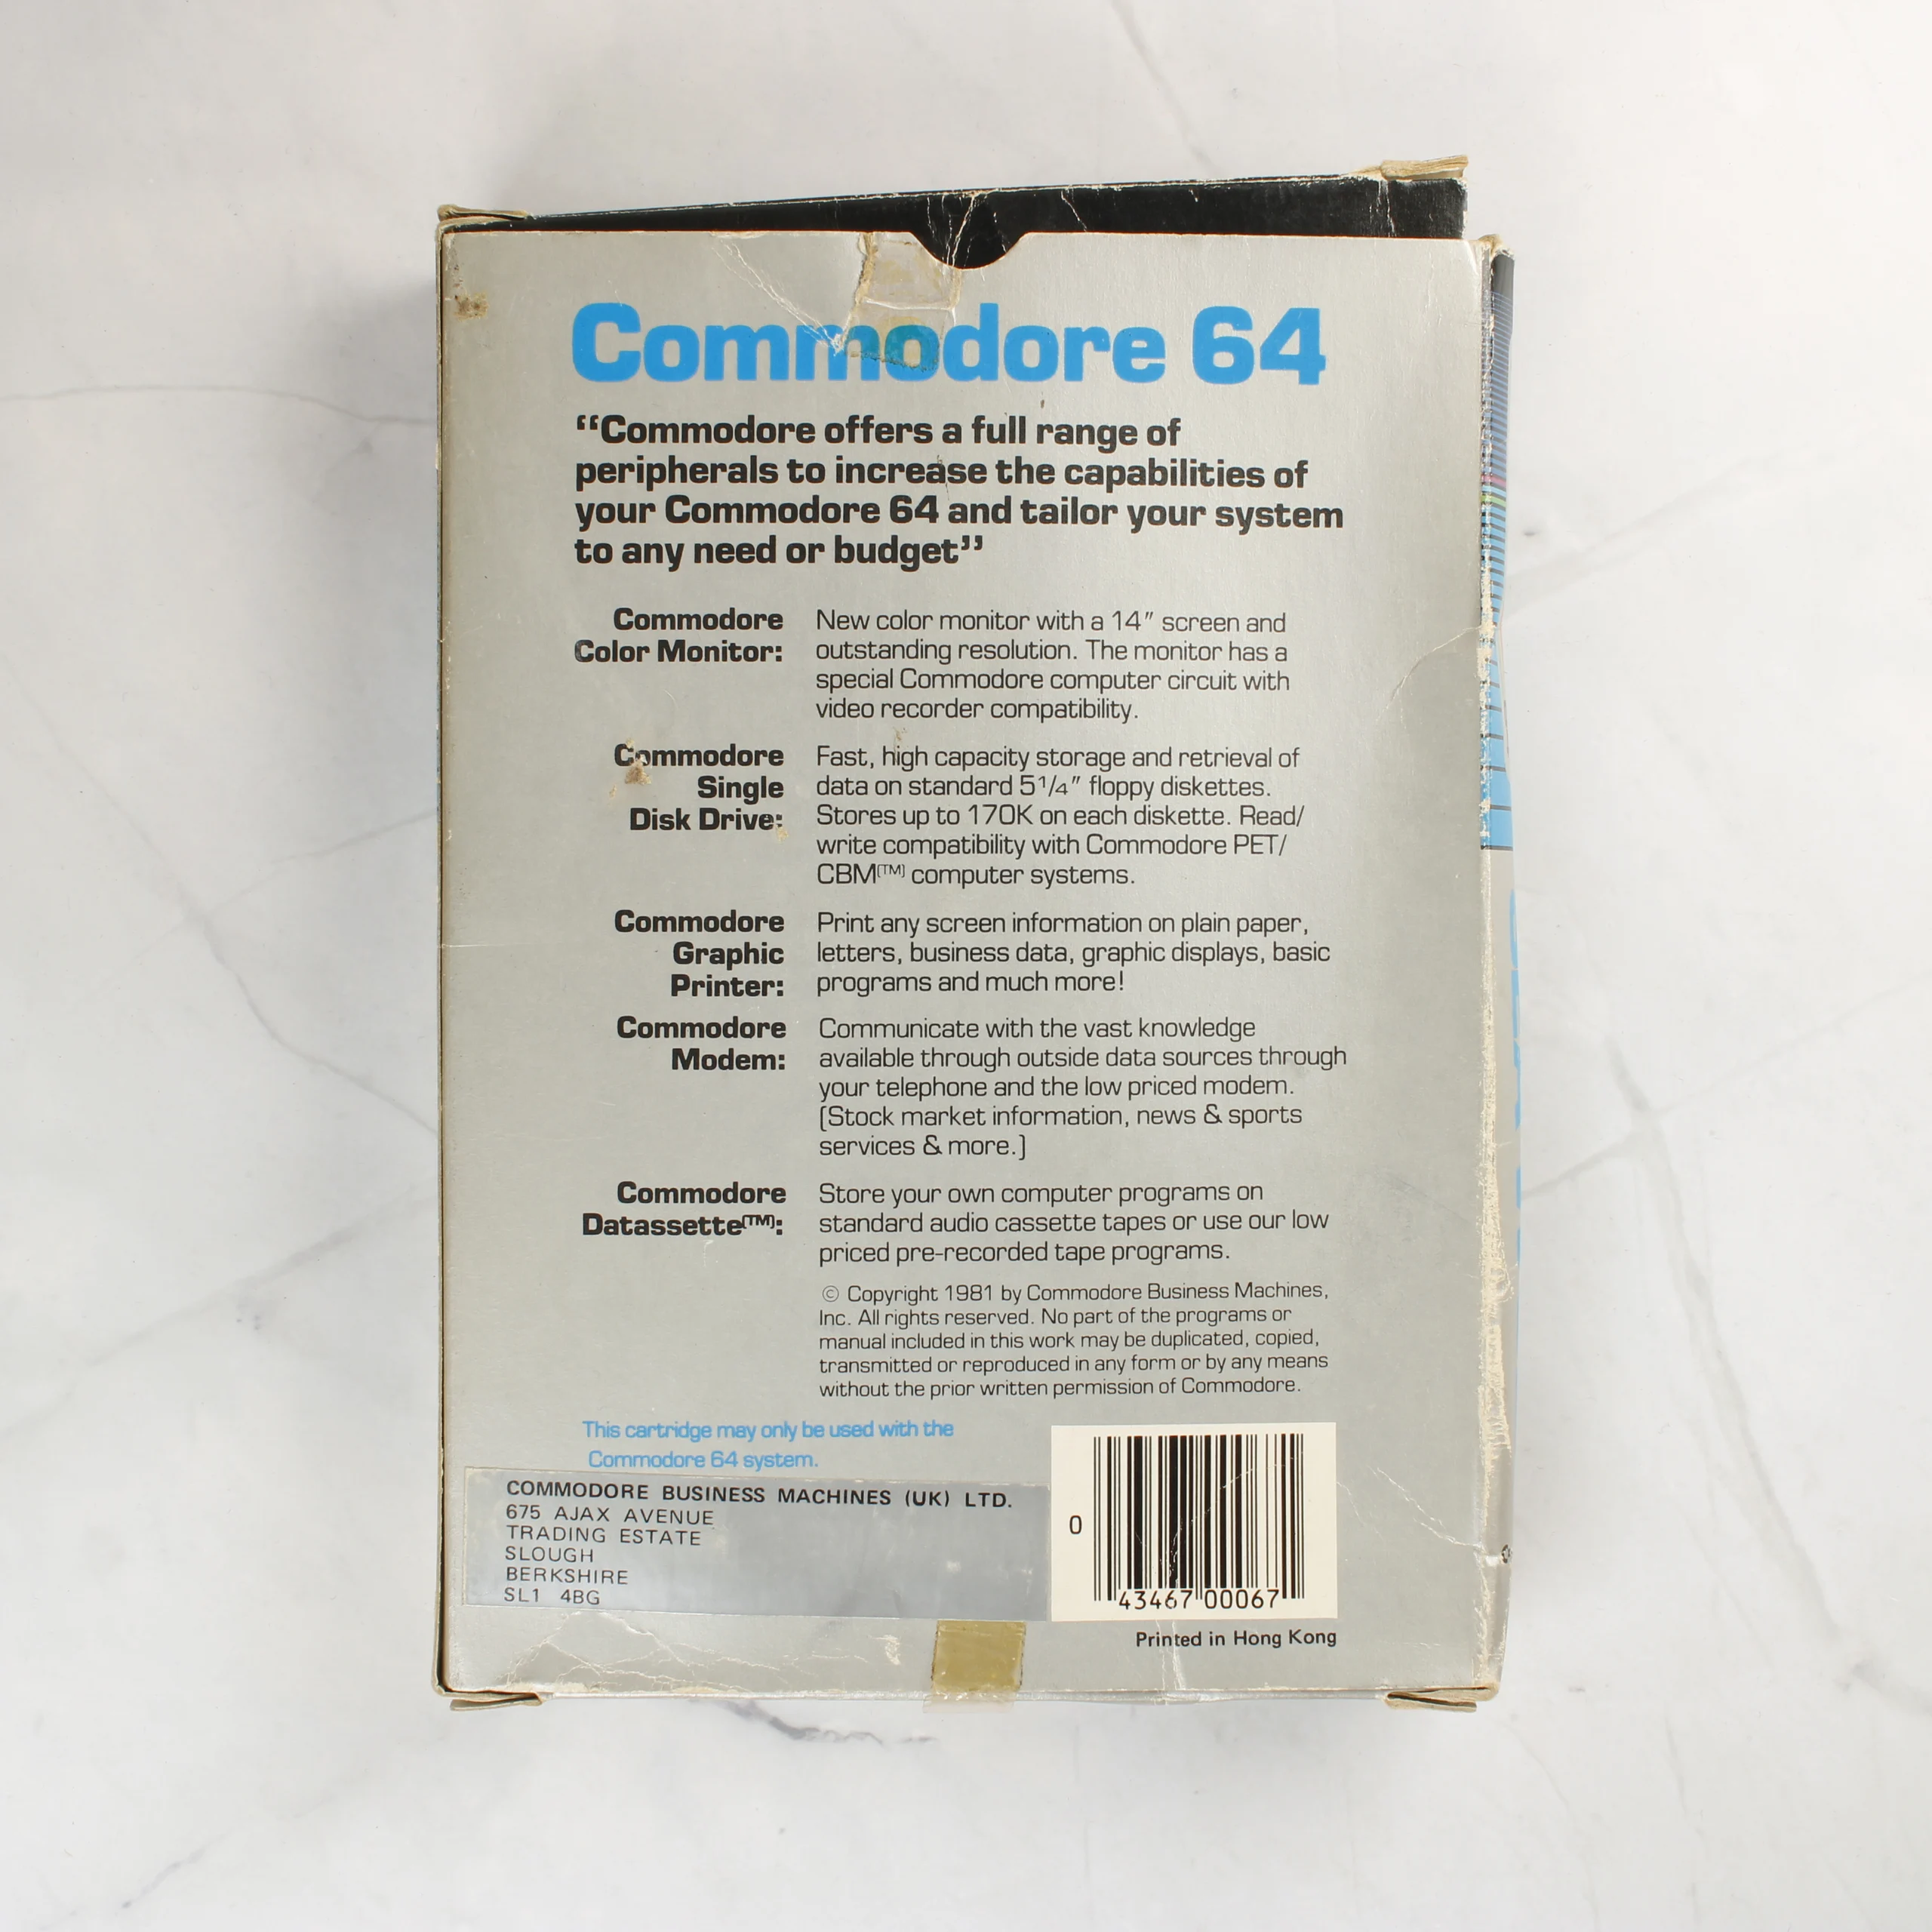 Commodore 64
“Commodore offers a full range of
peripherals to increase the capabilities of
your Commodore 64 and tailor your system
to any need or budget”
Commodore
Color Monitor:
New color monitor with a 14″ screen and
outstanding resolution. The monitor has a
special Commodore computer circuit with
video recorder compatibility.
Commodore
Single
Disk Drive:
Fast, high capacity storage and retrieval of
data on standard 5¹/₄″ floppy diskettes.
Stores up to 170K on each diskette. Read/
write compatibility with Commodore PET/
CBM(TM) computer systems.
Commodore
Graphic
Printer:
Print any screen information on plain paper,
letters, business data, graphic displays, basic
programs and much more!
Commodore
Modem:
Communicate with the vast knowledge
available through outside data sources through
your telephone and the low priced modem.
(Stock market information, news & sports
services & more.)
Commodore
Datassette(TM):
Store your own computer programs on
standard audio cassette tapes or use our low
priced pre-recorded tape programs.
© Copyright 1981 by Commodore Business Machines,
Inc. All rights reserved. No part of the programs or
manual included in this work may be duplicated, copied,
transmitted or reproduced in any form or by any means
without the prior written permission of Commodore.
This cartridge may only be used with the
Commodore 64 system.
COMMODORE BUSINESS MACHINES (UK) LTD.
675 AJAX AVENUE
TRADING ESTATE
SLOUGH
BERKSHIRE
SL1 4BG
0 43467 00067
Printed in Hong Kong